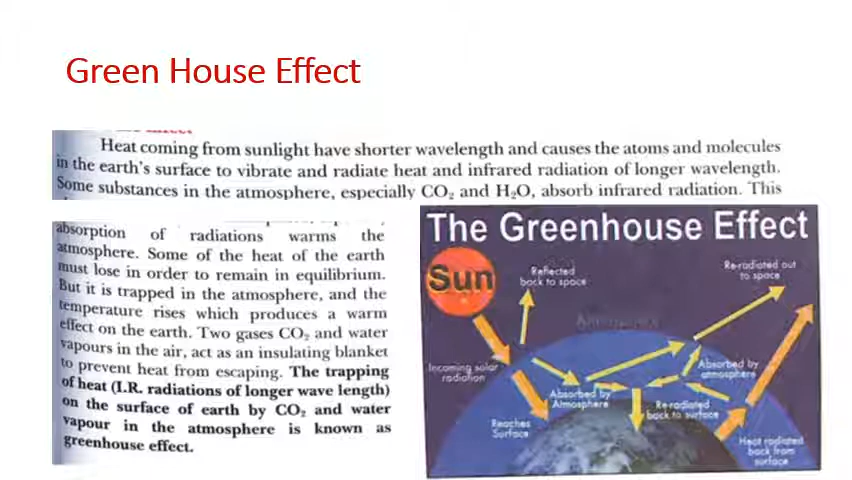 Green House Effect
Heat coming from sunlight have shorter wavelength and causes the atoms and molecules
in the earth's surface to vibrate and radiate heat and infrared radiation of longer wavelength.
Some substances in the atmosphere, especially CO₂ and H₂O, absorb infrared radiation. This
absorption of radiations warms the
atmosphere. Some of the heat of the earth
must lose in order to remain in equilibrium.
But it is trapped in the atmosphere, and the
temperature rises which produces a warm
effect on the earth. Two gases CO₂ and water
vapours in the air, act as an insulating blanket
to prevent heat from escaping. The trapping
of heat (I.R. radiations of longer wave length)
on the surface of earth by CO₂ and water
vapour in the atmosphere is known as
greenhouse effect.
The Greenhouse Effect
Sun
Reflected
back to space
Re-radiated out
to space
Atmosphere
Incoming solar
radiation
Absorbed by
Atmosphere
Absorbed by
atmosphere
Re-radiated
back to surface
Reaches
Surface
Heat radiated
back from
surface